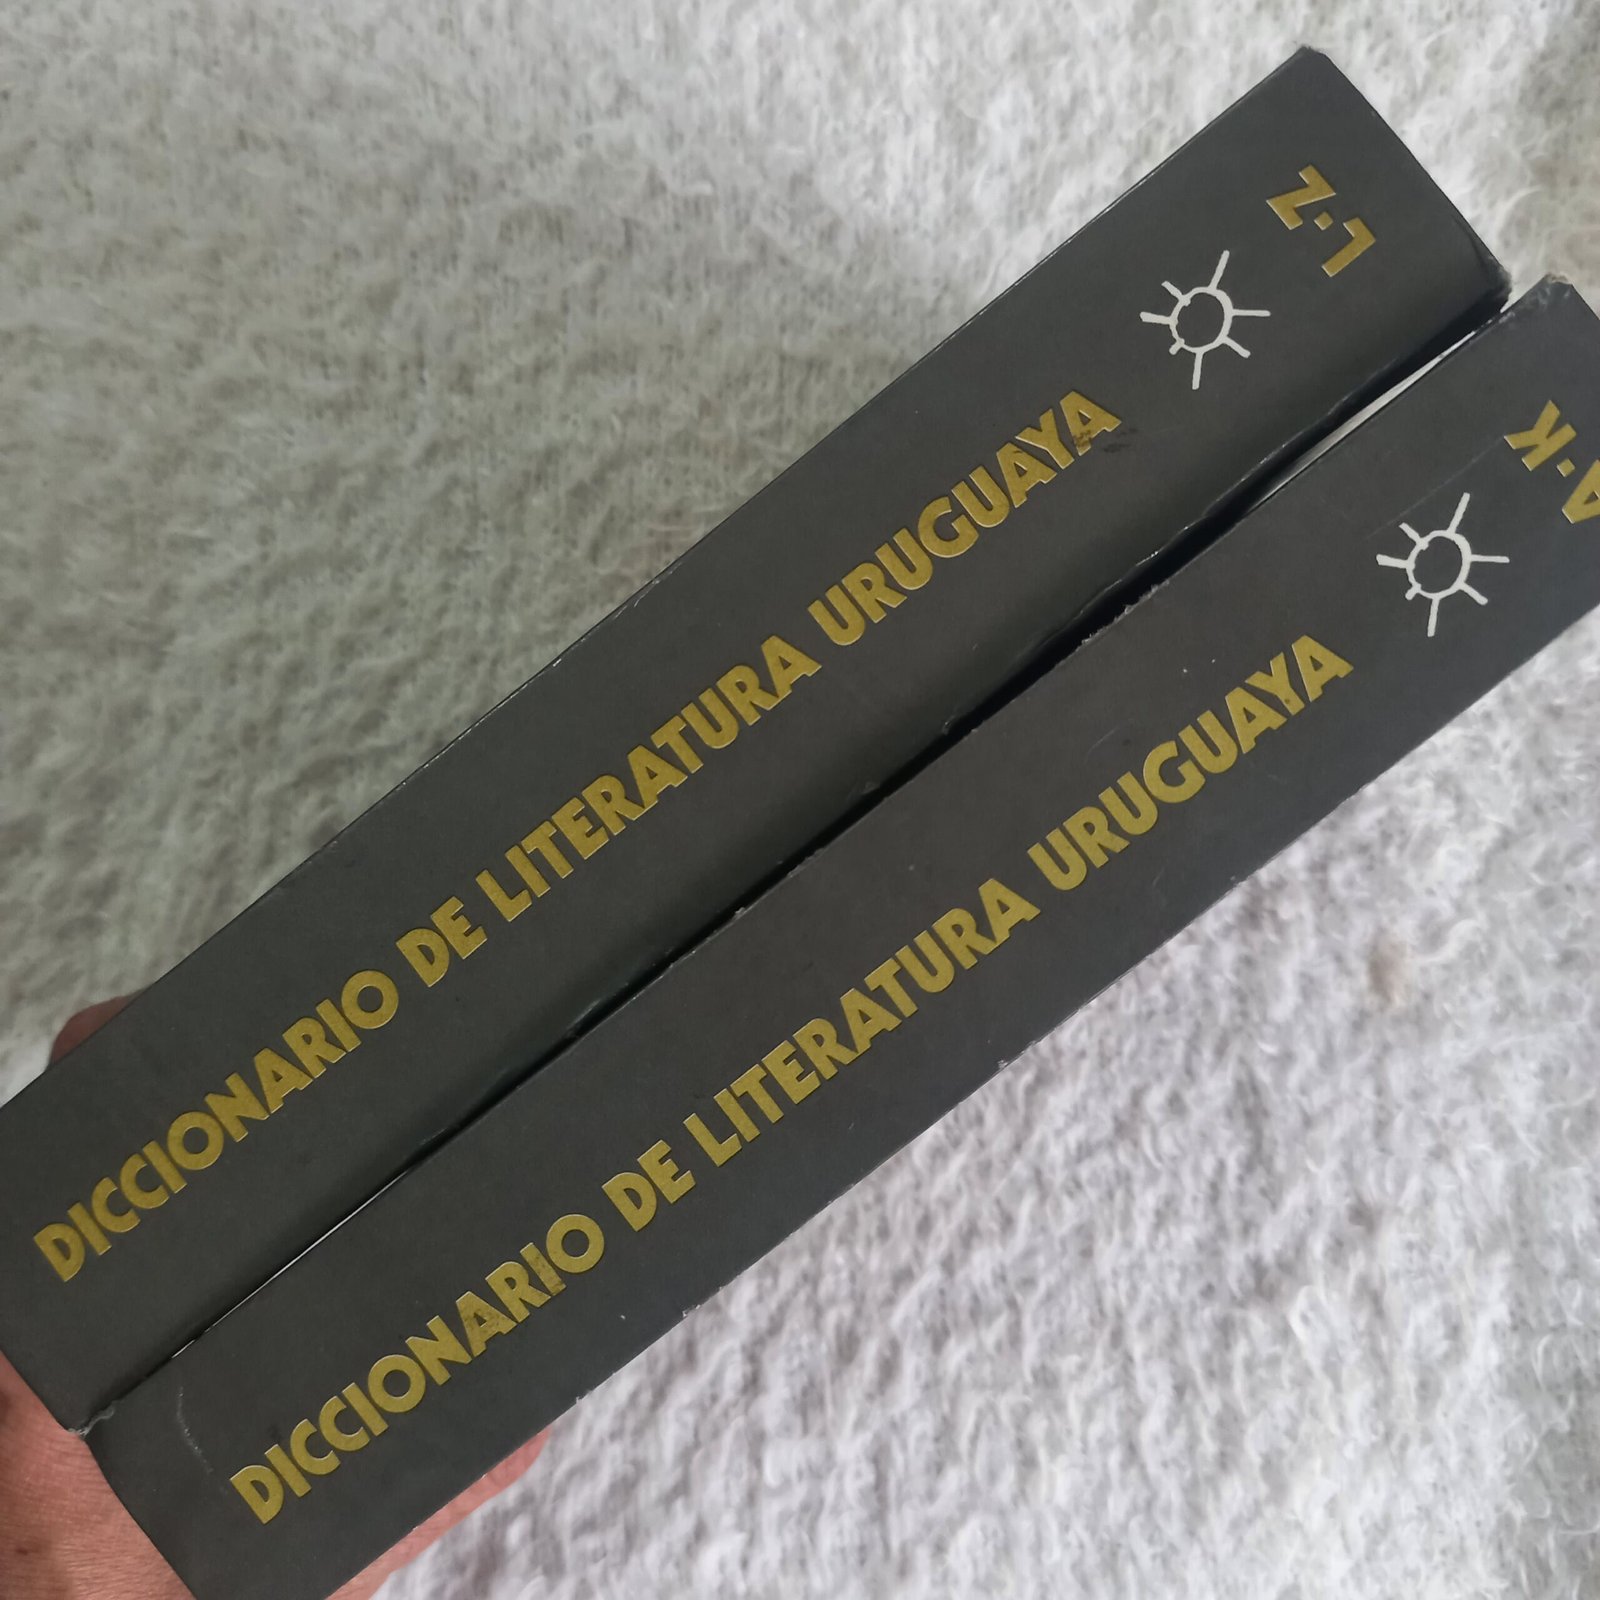 DICCIONARIO DE LITERATURA URUGUAYA
L·Z
DICCIONARIO DE LITERATURA URUGUAYA
A·K